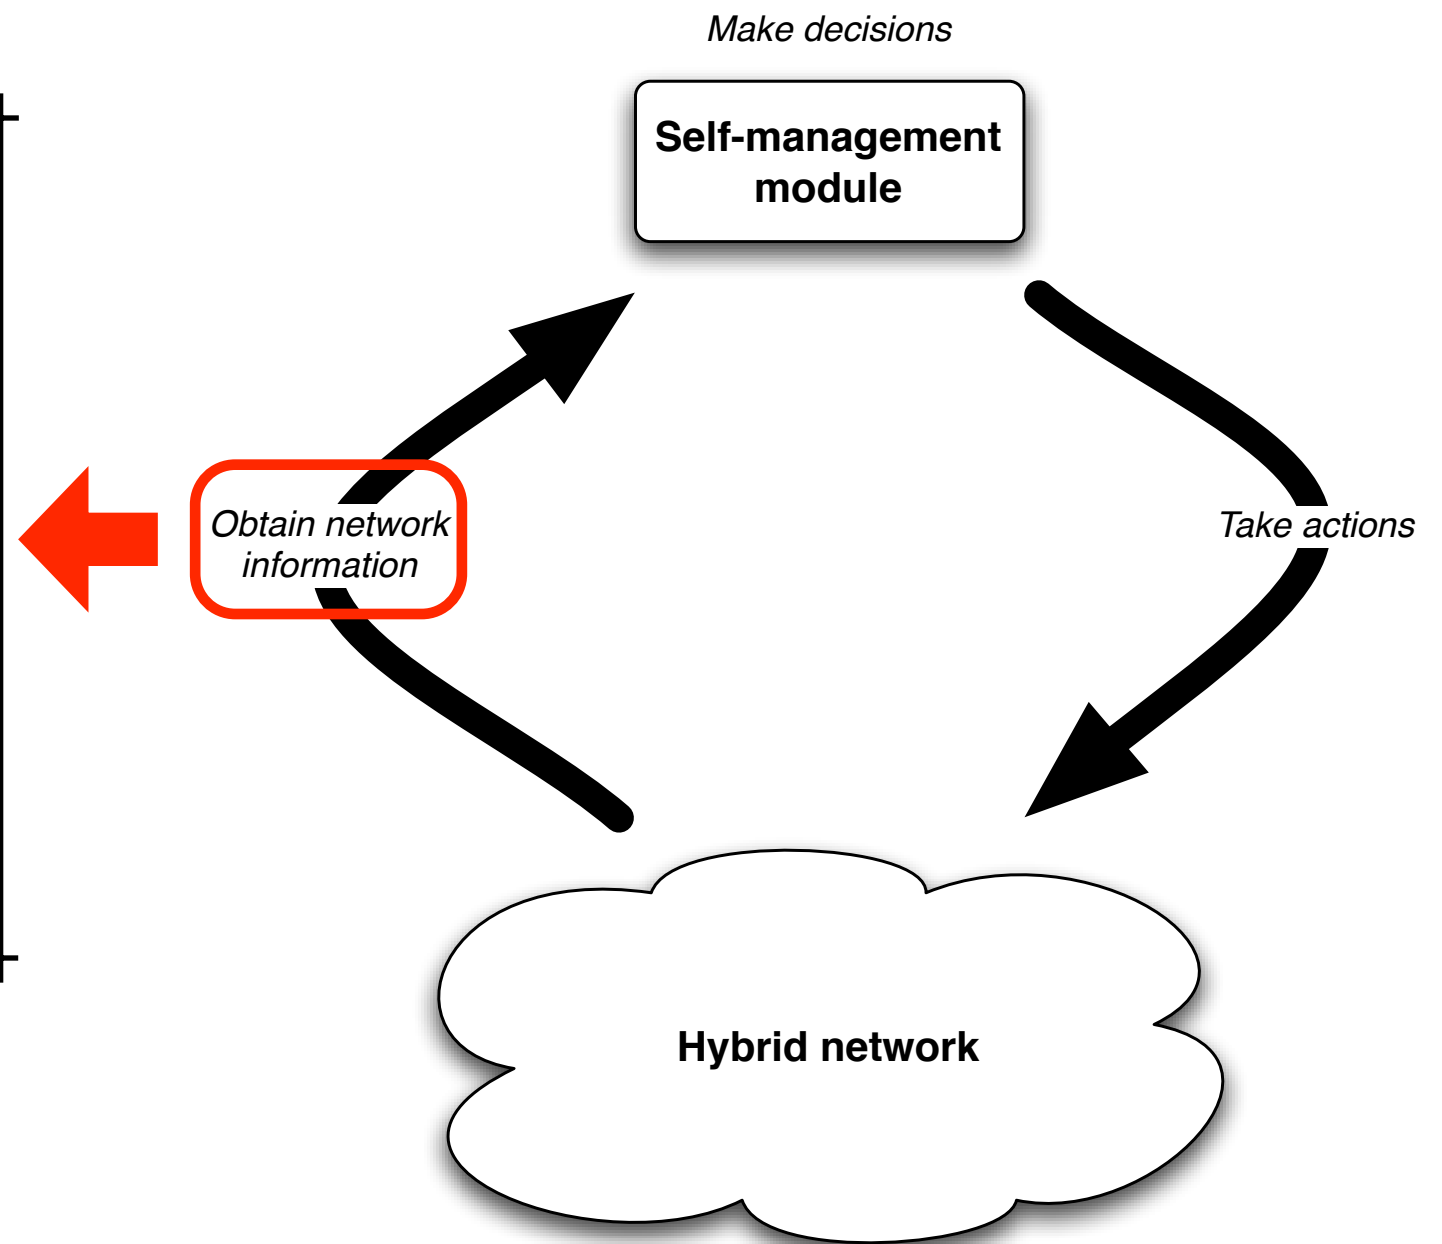 Make decisions
Self-management
module
Obtain network
information
Take actions
Hybrid network